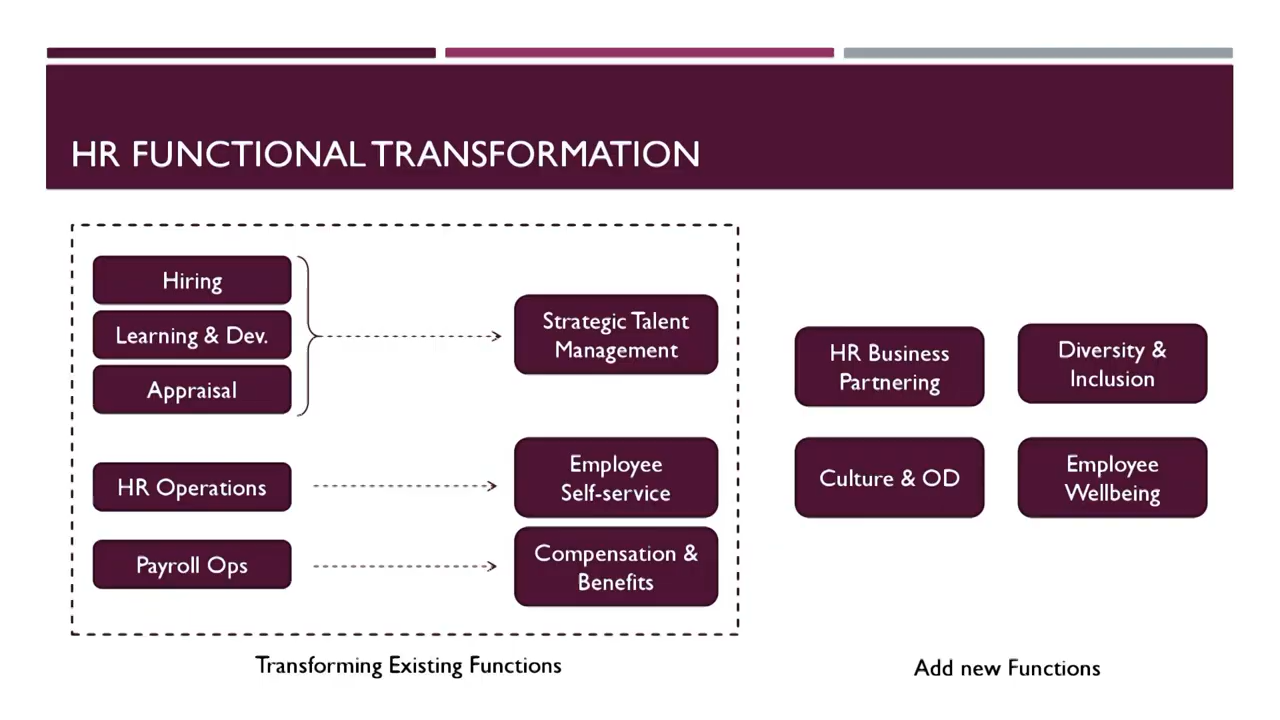 HR FUNCTIONAL TRANSFORMATION
Hiring
Learning & Dev.
Appraisal
Strategic Talent
Management
HR Operations
Employee
Self-service
Payroll Ops
Compensation &
Benefits
Transforming Existing Functions
HR Business
Partnering
Diversity &
Inclusion
Culture & OD
Employee
Wellbeing
Add new Functions